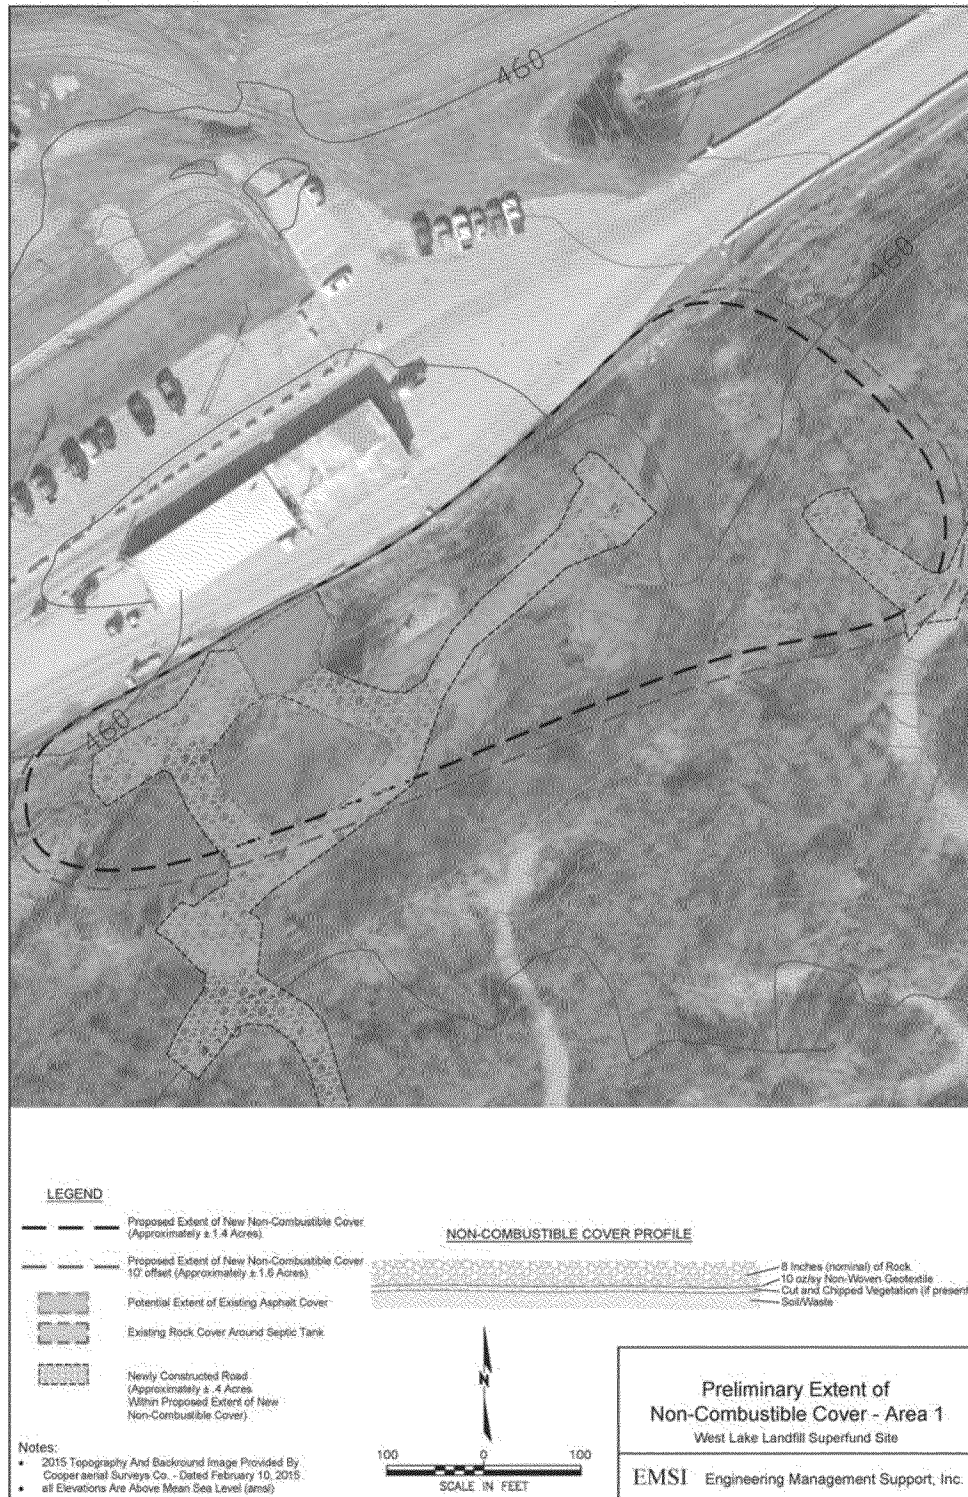 460
460
460
LEGEND
Proposed Extent of New Non-Combustible Cover
(Approximately ± 1.4 Acres)
Proposed Extent of New Non-Combustible Cover
10' offset (Approximately ± 1.6 Acres)
Potential Extent of Existing Asphalt Cover
Existing Rock Cover Around Septic Tank
Newly Constructed Road
(Approximately ± .4 Acres
Within Proposed Extent of New
Non-Combustible Cover)
Notes:
• 2015 Topography And Backround Image Provided By
Cooperaerial Surveys Co. - Dated February 10, 2015
• all Elevations Are Above Mean Sea Level (amsl)
NON-COMBUSTIBLE COVER PROFILE
8 Inches (nominal) of Rock
10 oz/sy Non-Woven Geotextile
Cut and Chipped Vegetation (if present
Soil/Waste
N
100 0 100
SCALE IN FEET
Preliminary Extent of
Non-Combustible Cover - Area 1
West Lake Landfill Superfund Site
EMSI Engineering Management Support, Inc.